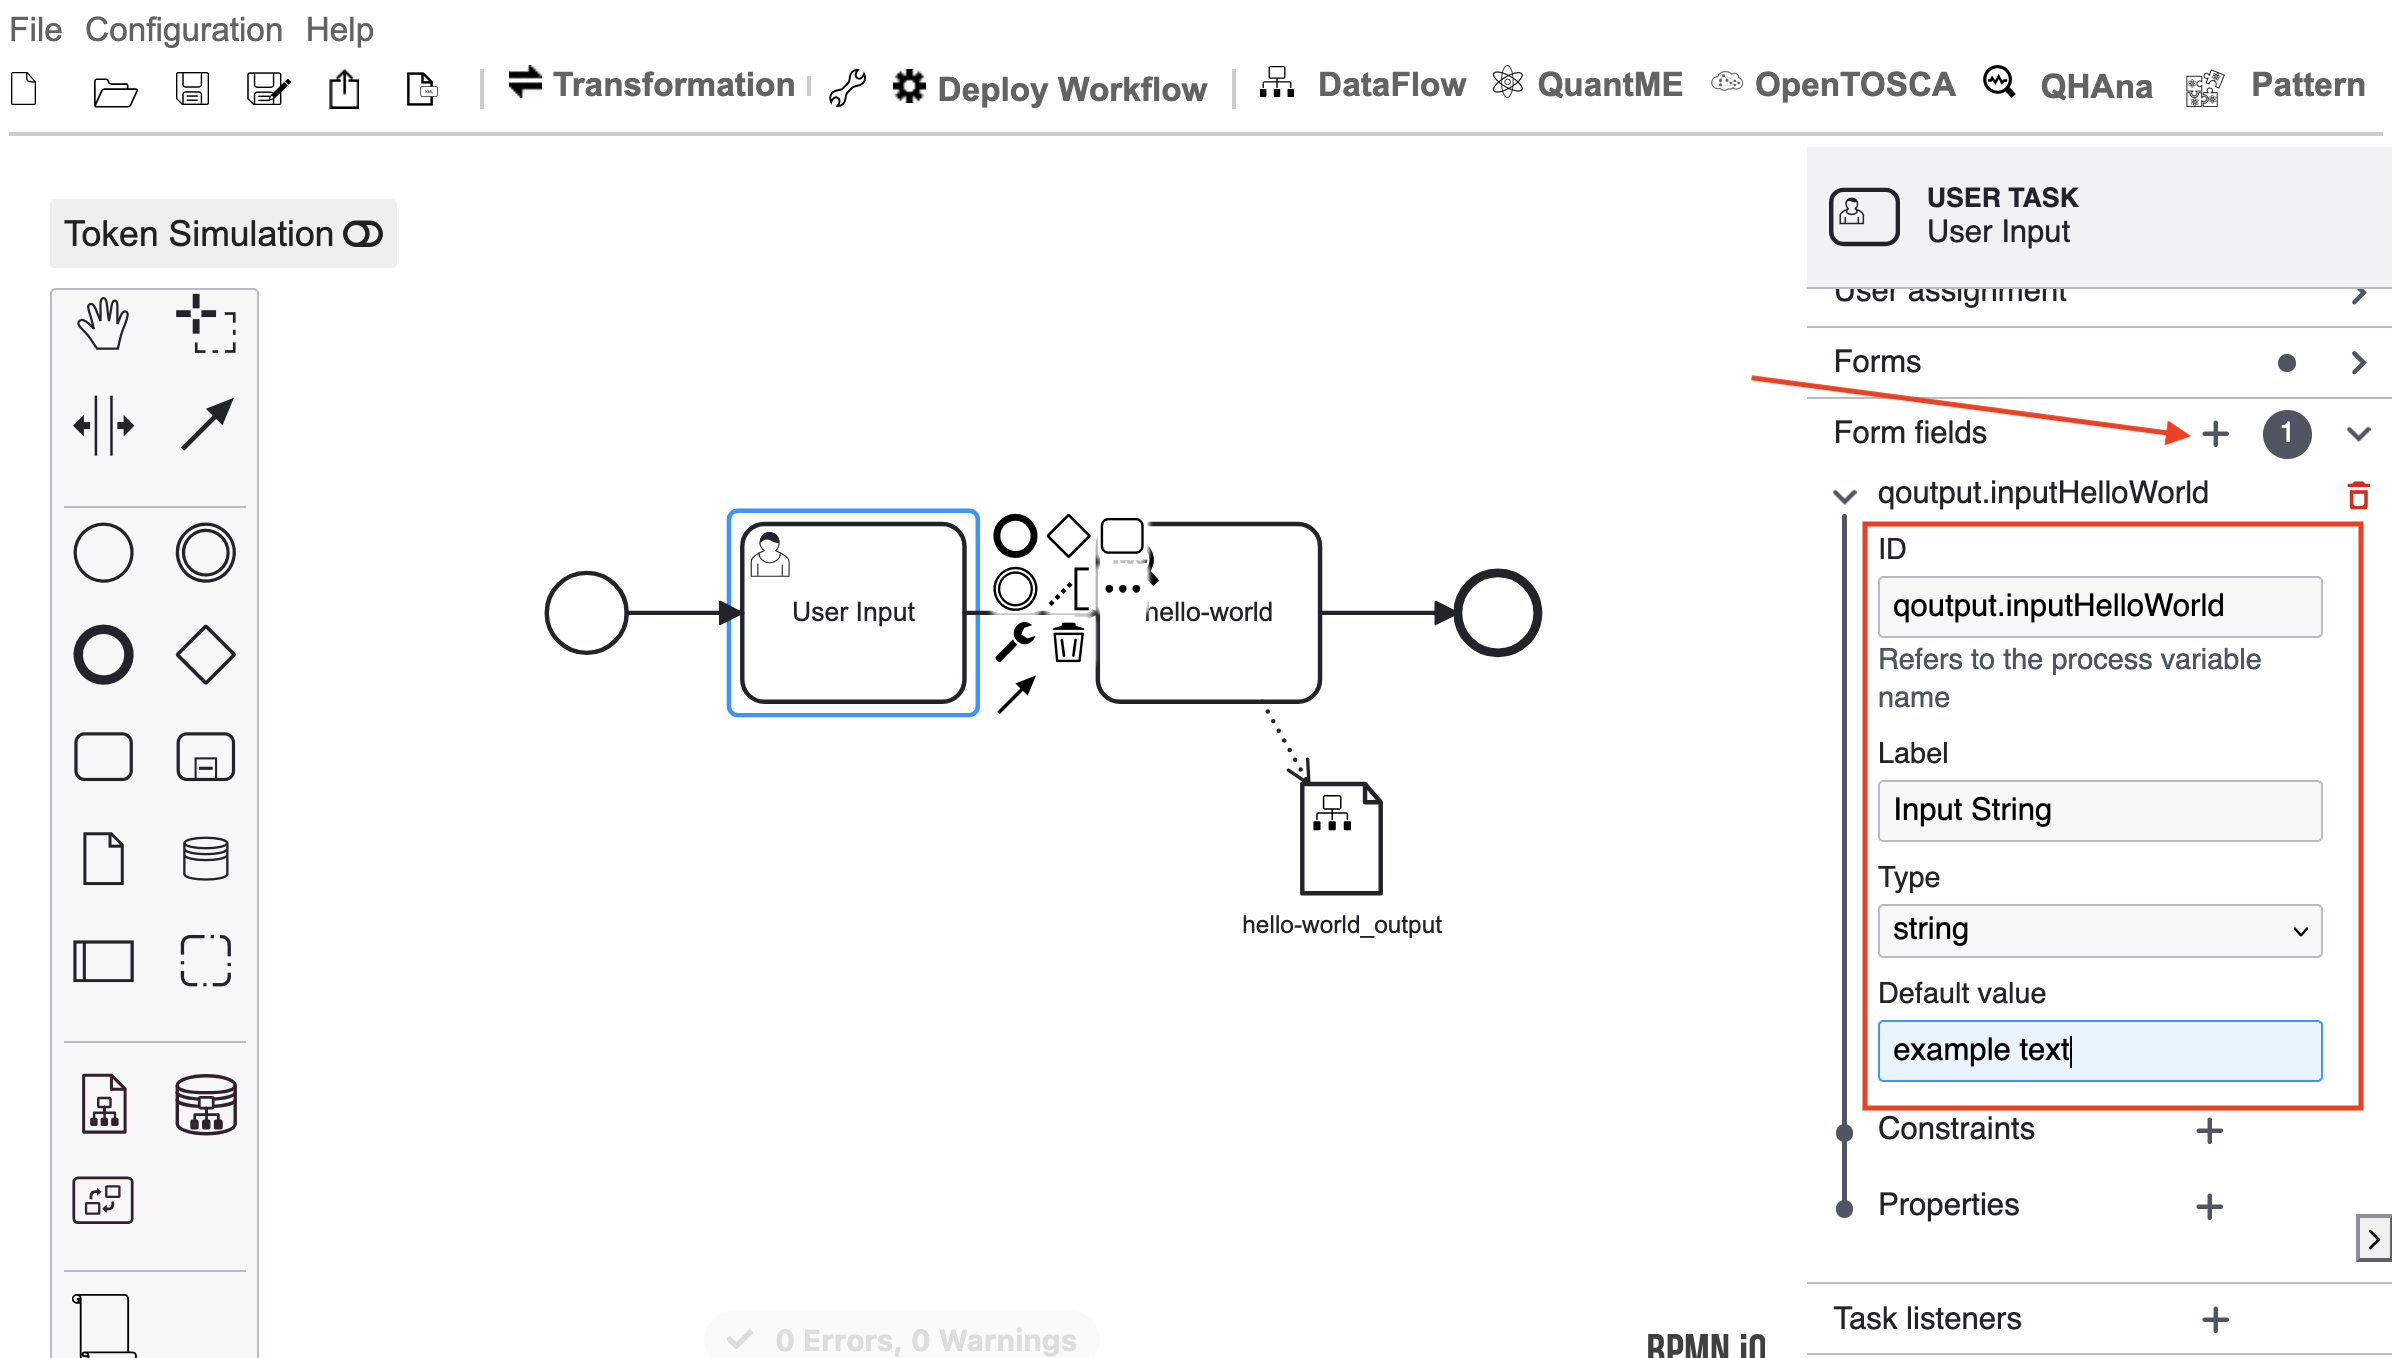 File Configuration Help
Transformation Deploy Workflow DataFlow QuantME OpenTOSCA QHAna Pattern
Token Simulation
USER TASK
User Input
User assignment
Forms
Form fields 1
qoutput.inputHelloWorld
ID
qoutput.inputHelloWorld
Refers to the process variable
name
Label
Input String
Type
string
Default value
example text
Constraints
Properties
Task listeners
User Input
hello-world
hello-world_output
0 Errors, 0 Warnings
BPMN.iO